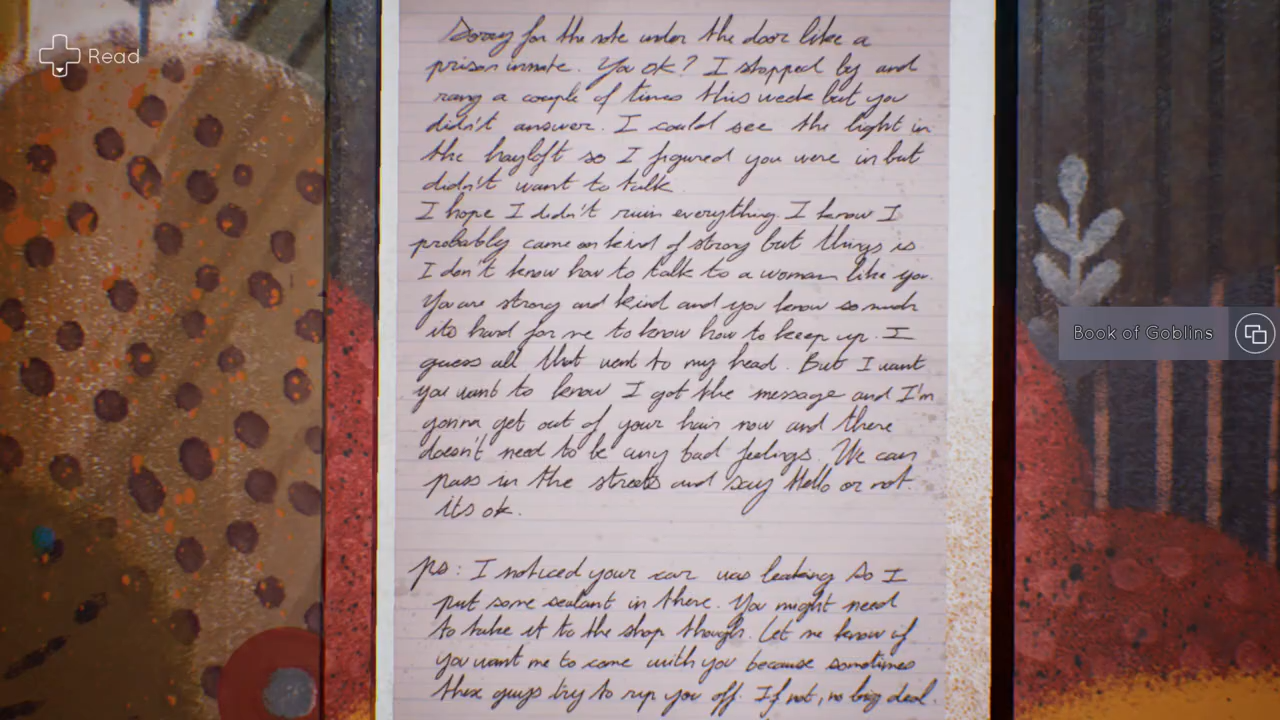 Read
Sorry for the note under the door like a
prison inmate. You ok? I stopped by and
rang a couple of times this week but you
didn't answer. I could see the light in
the hayloft so I figured you were in but
didn't want to talk.
I hope I didn't ruin everything. I know I
probably came on kind of strong but things is
I don't know how to talk to a woman like you.
You are strong and kind and you know so much
its hard for me to know how to keep up. I
guess all that went to my head. But I want
you want to know I got the message and I'm
gonna get out of your hair now and there
doesn't need to be any bad feelings. We can
pass in the streets and say Hello or not.
it's ok.
ps: I noticed your car was leaking so I
put some sealant in there. You might need
to take it to the shop though. Let me know if
you want me to come with you because sometimes
these guys try to rip you off. If not, no big deal.
Book of Goblins